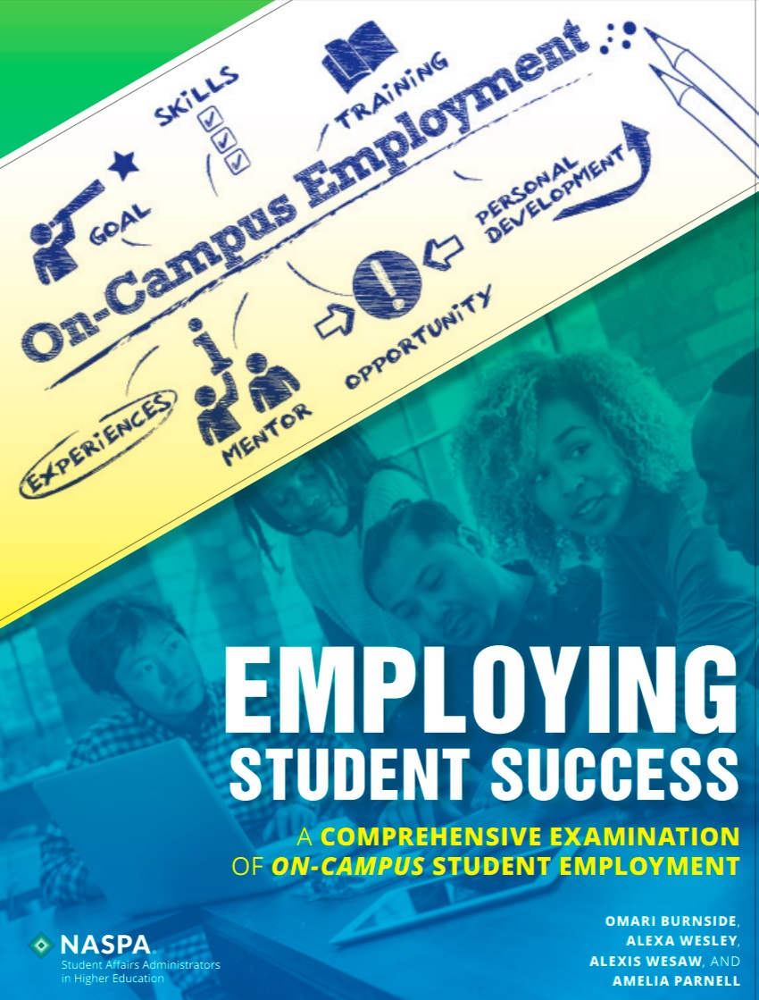 SKiLLS
TRAiNiNG
GOAL
On-Campus Employment
PERSONAL
DEVELOPMENT
OPPORTUNiTY
i
MENTOR
EXPERiENCES
EMPLOYING
STUDENT SUCCESS
A COMPREHENSIVE EXAMINATION
OF ON-CAMPUS STUDENT EMPLOYMENT
OMARI BURNSIDE,
ALEXA WESLEY,
ALEXIS WESAW, AND
AMELIA PARNELL
NASPA®
Student Affairs Administrators
in Higher Education